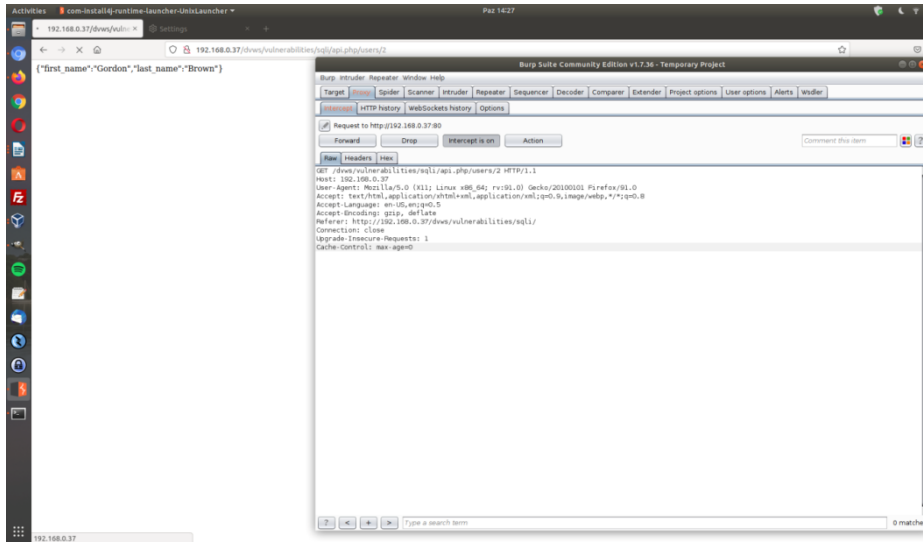 Activities com-install4j-runtime-launcher-UnixLauncher Paz 14:27
192.168.0.37/dvws/vulne Settings
192.168.0.37/dvws/vulnerabilities/sqli/api.php/users/2
{"first_name":"Gordon","last_name":"Brown"}
Burp Suite Community Edition v1.7.36 - Temporary Project
Burp Intruder Repeater Window Help
Target Proxy Spider Scanner Intruder Repeater Sequencer Decoder Comparer Extender Project options User options Alerts Wsdler
Intercept HTTP history WebSockets history Options
Request to http://192.168.0.37:80
Forward Drop Intercept is on Action Comment this item
Raw Headers Hex
GET /dvws/vulnerabilities/sqli/api.php/users/2 HTTP/1.1
Host: 192.168.0.37
User-Agent: Mozilla/5.0 (X11; Linux x86_64; rv:91.0) Gecko/20100101 Firefox/91.0
Accept: text/html,application/xhtml+xml,application/xml;q=0.9,image/webp,*/*;q=0.8
Accept-Language: en-US,en;q=0.5
Accept-Encoding: gzip, deflate
Referer: http://192.168.0.37/dvws/vulnerabilities/sqli/
Connection: close
Upgrade-Insecure-Requests: 1
Cache-Control: max-age=0
? < + > Type a search term 0 matche
192.168.0.37